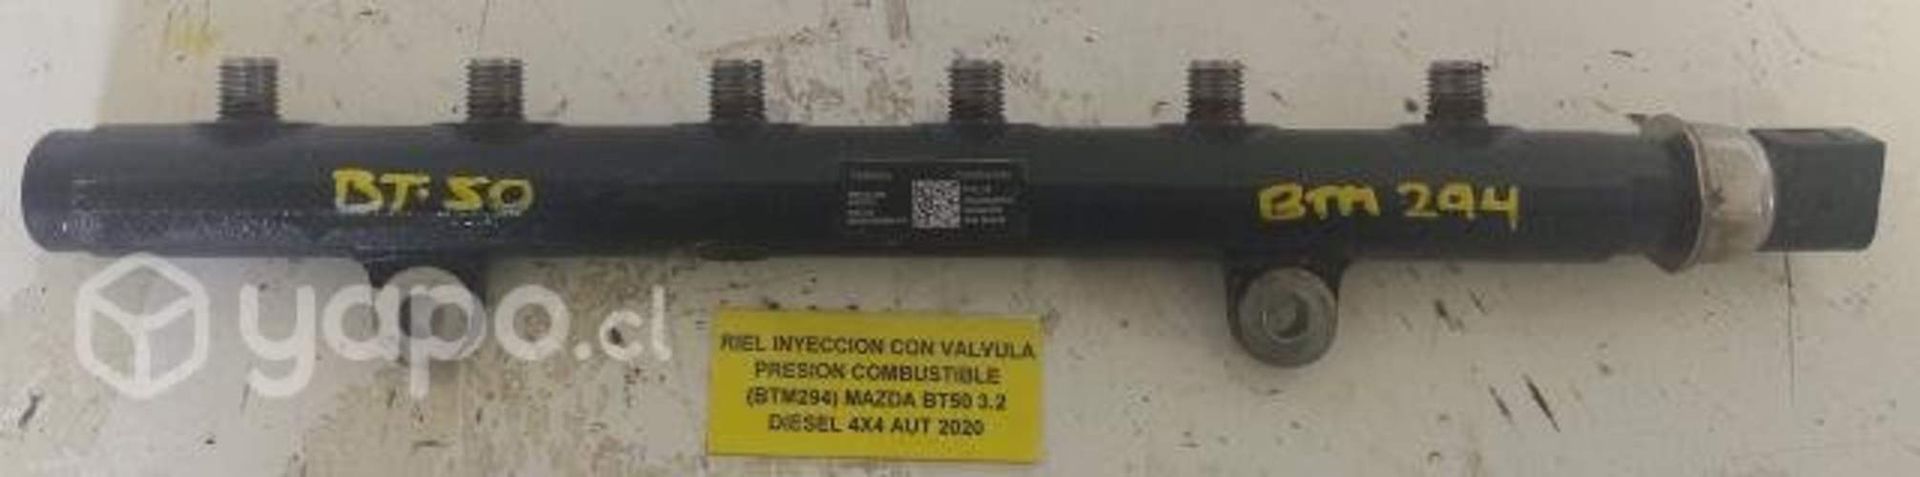 BT-50
BTM 294
yapo.cl
RIEL INYECCION CON VALVULA
PRESION COMBUSTIBLE
(BTM294) MAZDA BT50 3.2
DIESEL 4X4 AUT 2020